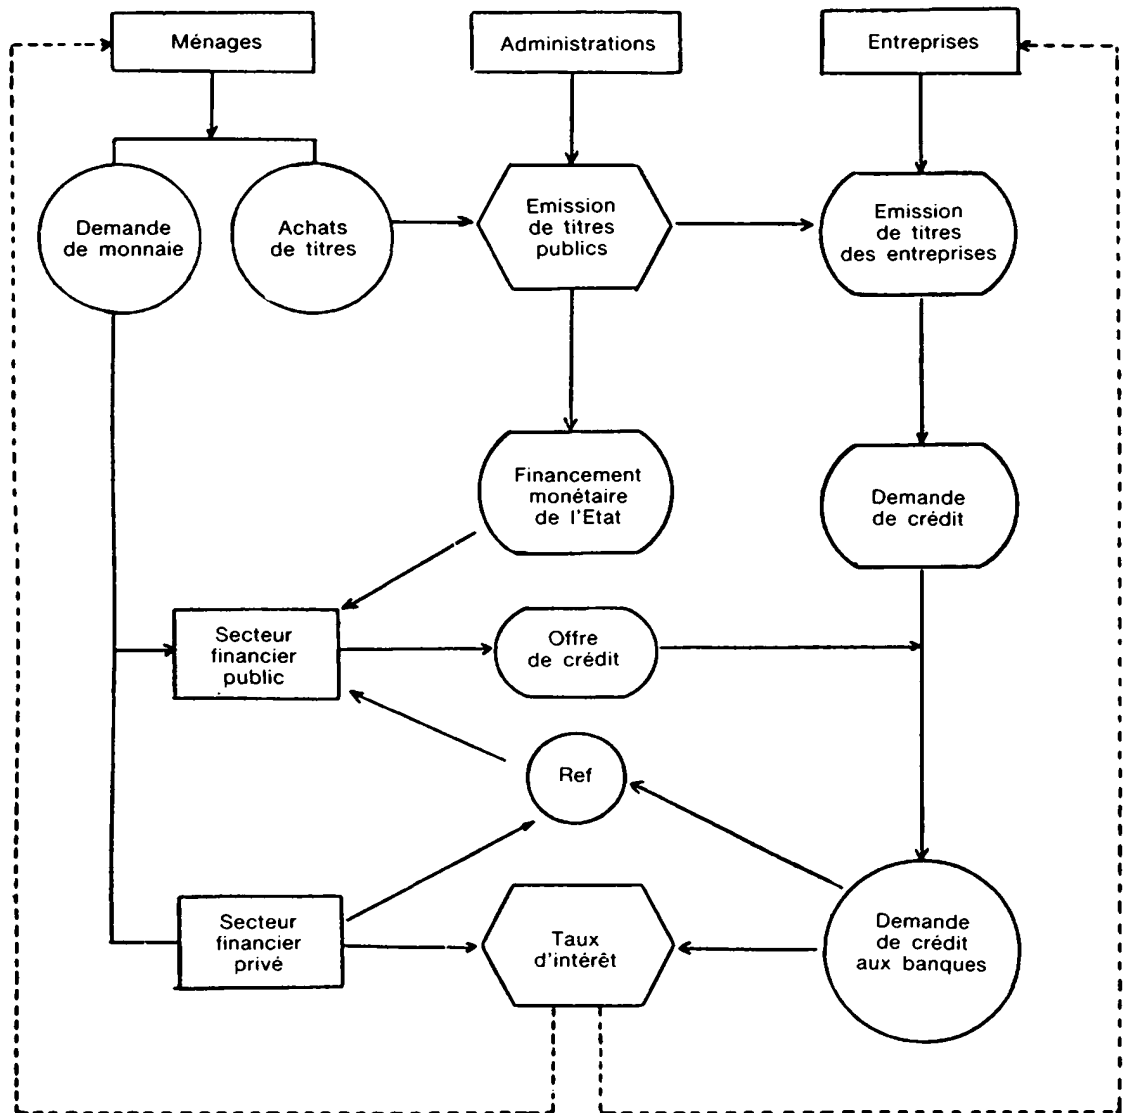 Ménages
Administrations
Entreprises
Demande
de monnaie
Achats
de titres
Emission
de titres
publics
Emission
de titres
des entreprises
Financement
monétaire
de l'Etat
Demande
de crédit
Secteur
financier
public
Offre
de crédit
Ref
Secteur
financier
privé
Taux
d'intérêt
Demande
de crédit
aux banques